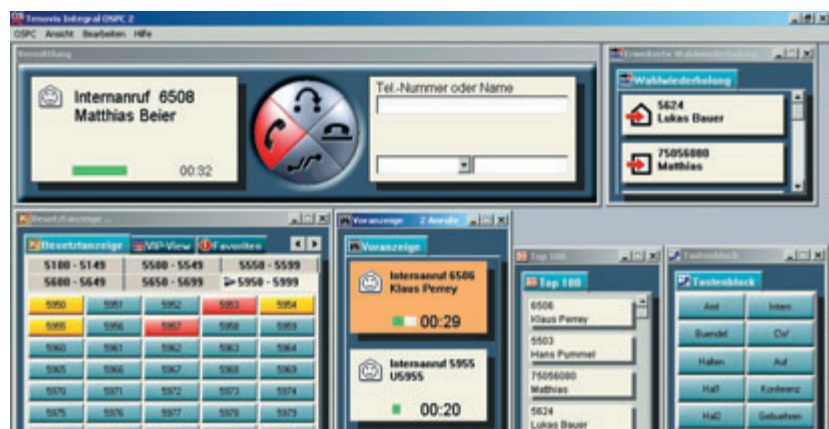 Tenovis Integral OSPC 2
OSPC Ansicht Bearbeiten Hilfe
Vermittlung
Internanruf 6508
Matthias Beier
00:32
Tel.-Nummer oder Name
Erweiterte Wahlwiederholung
Wahlwiederholung
5624
Lukas Bauer
75056080
Matthias
Besetztanzeige ...
Besetztanzeige VIP-View Favoriten
5100 - 5149 5500 - 5549 5550 - 5599
5600 - 5649 5650 - 5699 5950 - 5999
5950 5951 5952 5953 5954
5955 5956 5957 5958 5959
5960 5961 5962 5963 5964
5965 5966 5967 5968 5969
5970 5971 5972 5973 5974
5975 5976 5977 5978 5979
Voranzeige 2 Anrufe
Voranzeige
Internanruf 6506
Klaus Perrey
00:29
Internanruf 5955
U5955
00:20
Top 100
Top 100
6506
Klaus Perrey
5503
Hans Pummel
75056080
Matthias
5624
Lukas Bauer
Tastenblock
Tastenblock
Amt Intern
Buendel CW
Halten Auf
Hal1 Konferenz
Hal2 Gebuehren